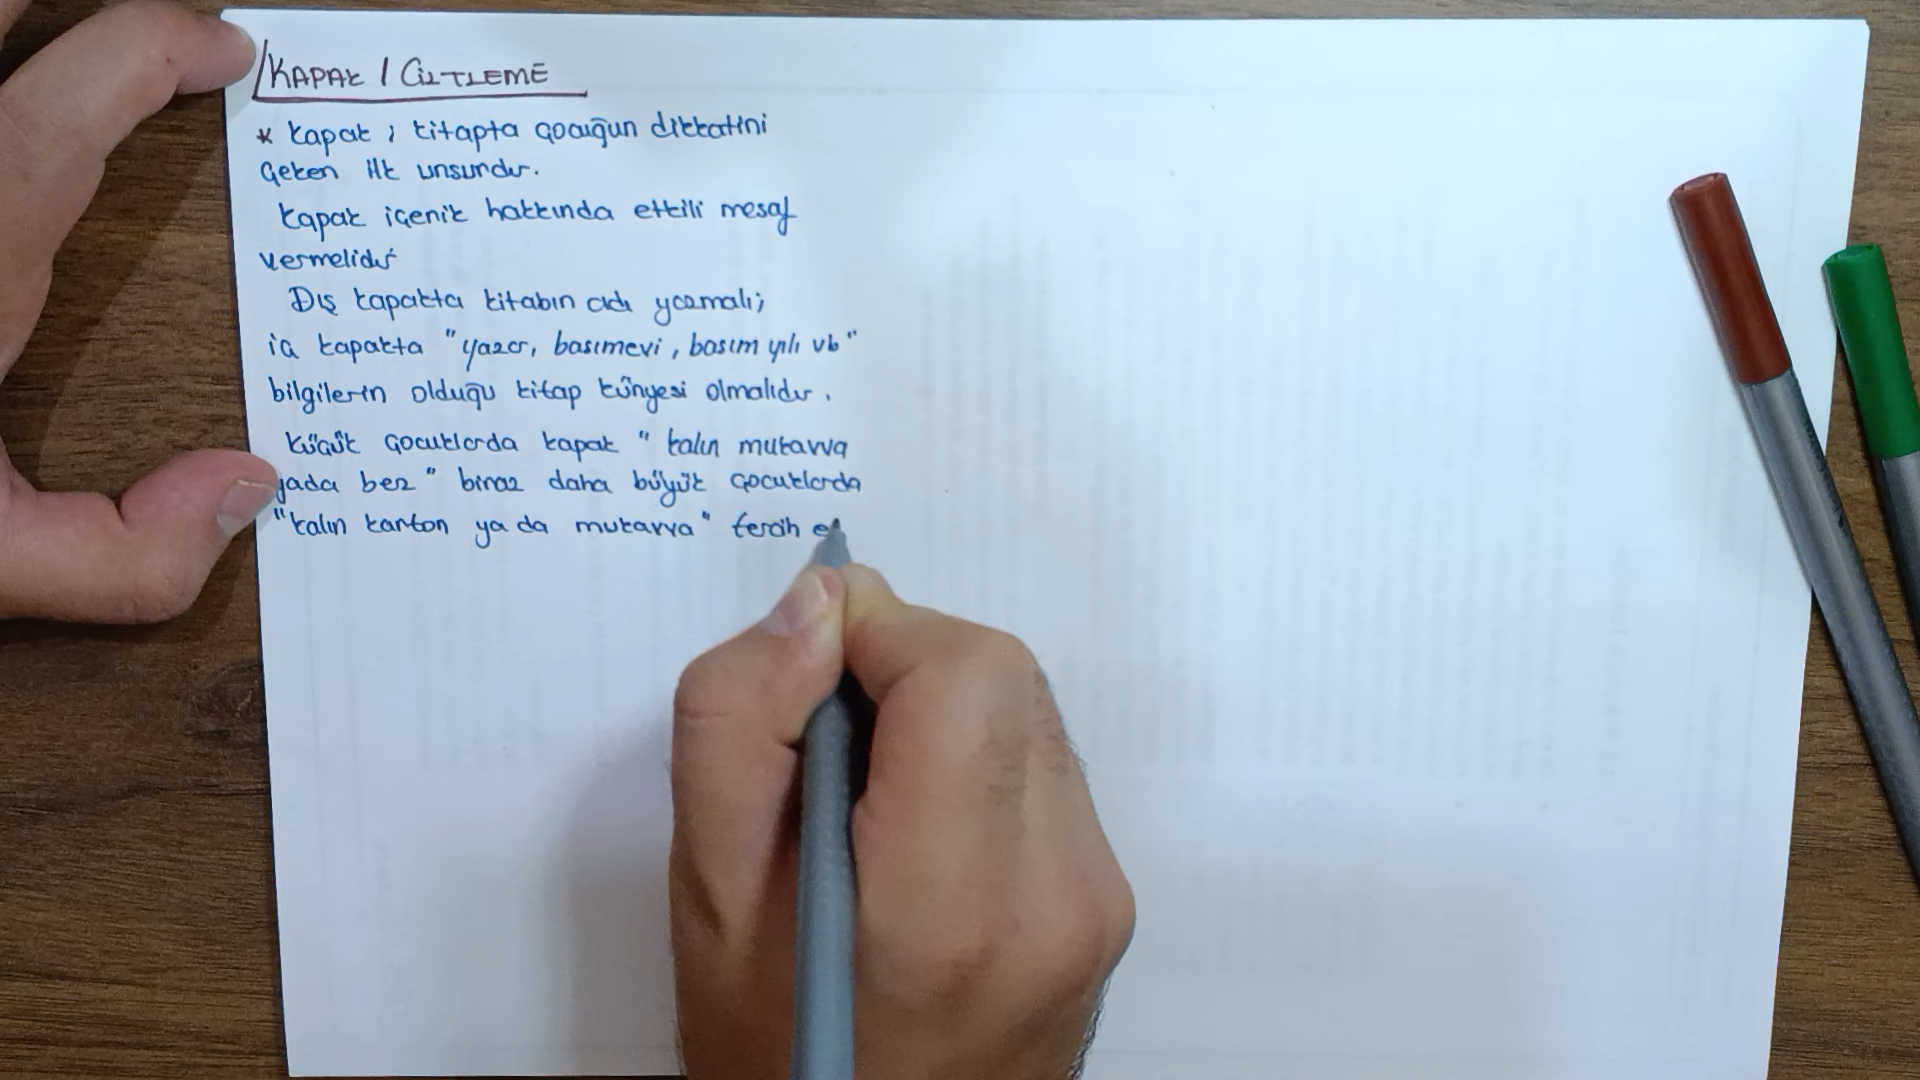 KAPAK / CİLTLEME
* Kapak ; kitapta çocuğun dikkatini
çeken ilk unsurdur.
Kapak içerik hakkında etkili mesaj
vermelidir
Dış kapakta kitabın adı yazmalı;
iç kapakta "yazar, basımevi, basım yılı vb"
bilgilerin olduğu kitap künyesi olmalıdır.
Küçük çocuklarda kapak "kalın mukavva
yada bez" biraz daha büyük çocuklarda
"kalın karton ya da mukavva" tercih